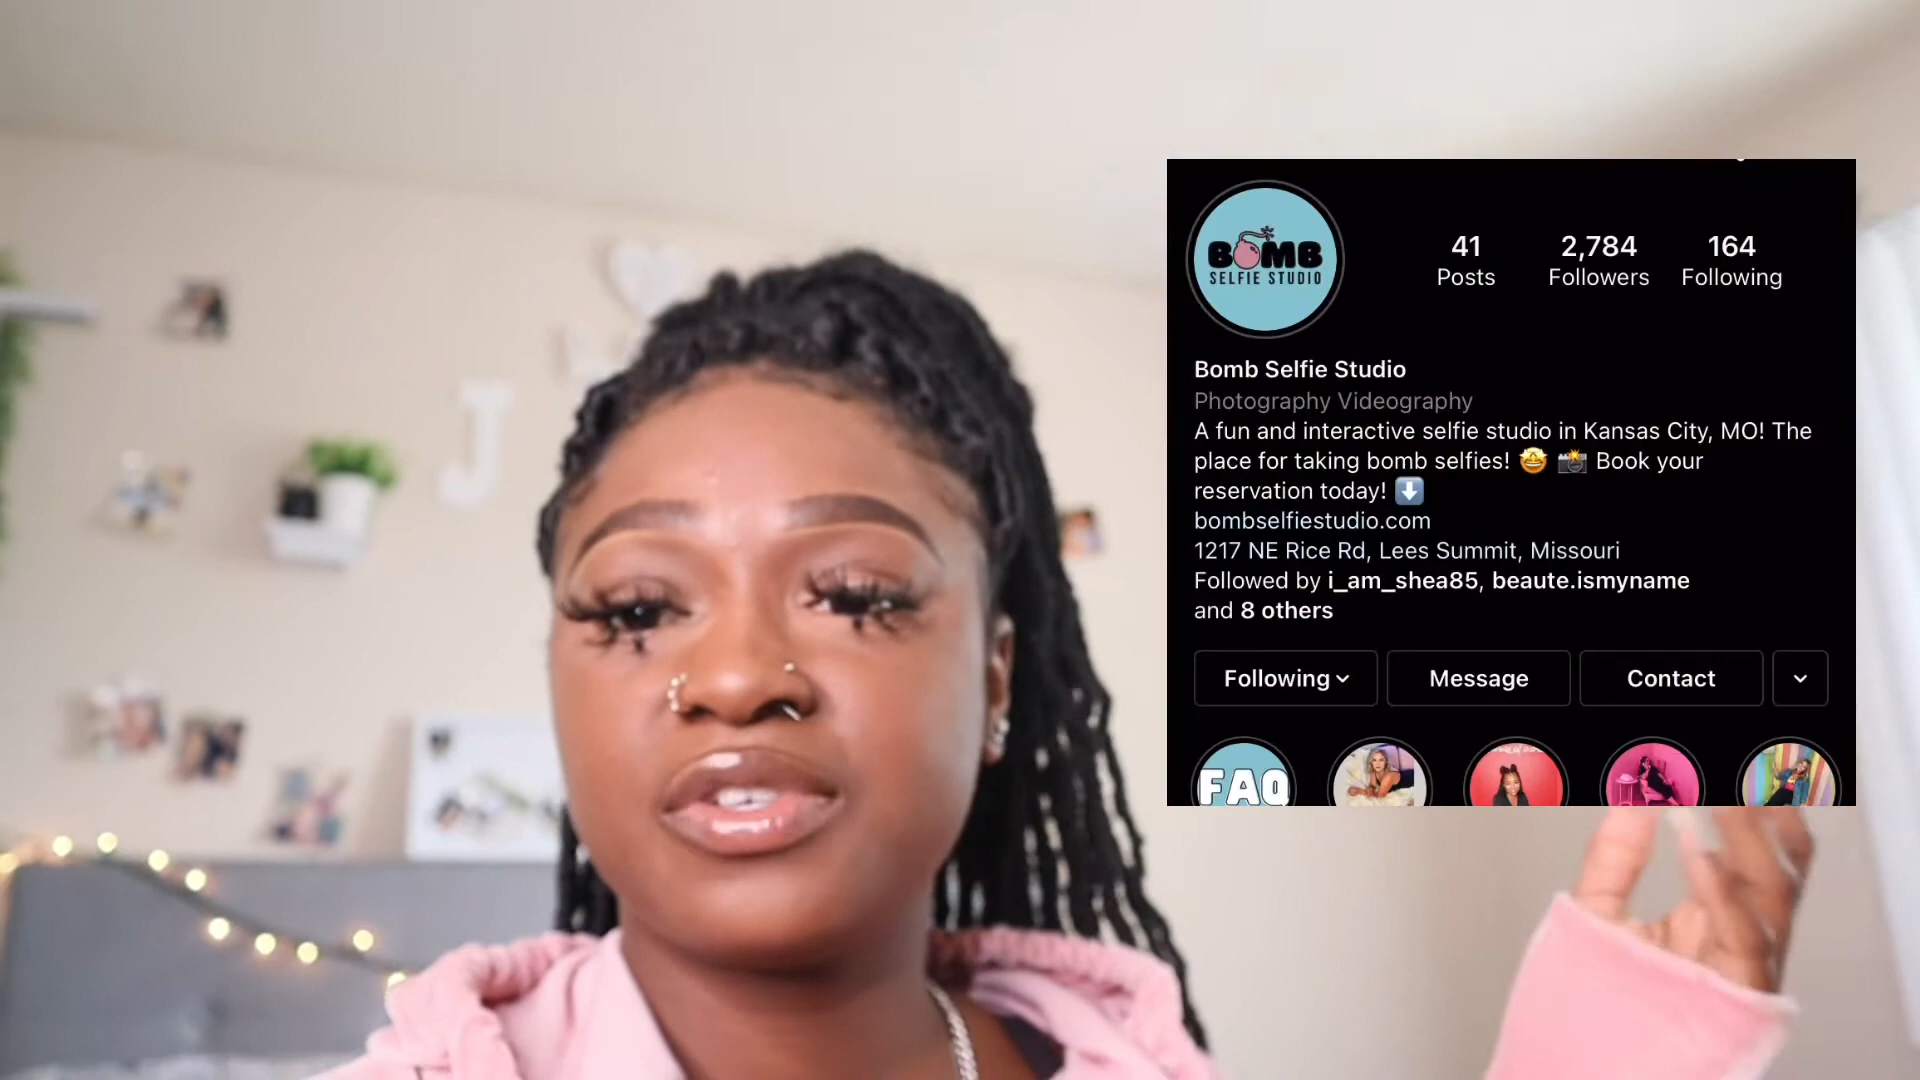 J
BOMB
SELFIE STUDIO
41
Posts
2,784
Followers
164
Following
Bomb Selfie Studio
Photography Videography
A fun and interactive selfie studio in Kansas City, MO! The
place for taking bomb selfies! 🤩 📸 Book your
reservation today! ⬇️
bombselfiestudio.com
1217 NE Rice Rd, Lees Summit, Missouri
Followed by i_am_shea85, beaute.ismyname
and 8 others
Following
Message
Contact
FAQ